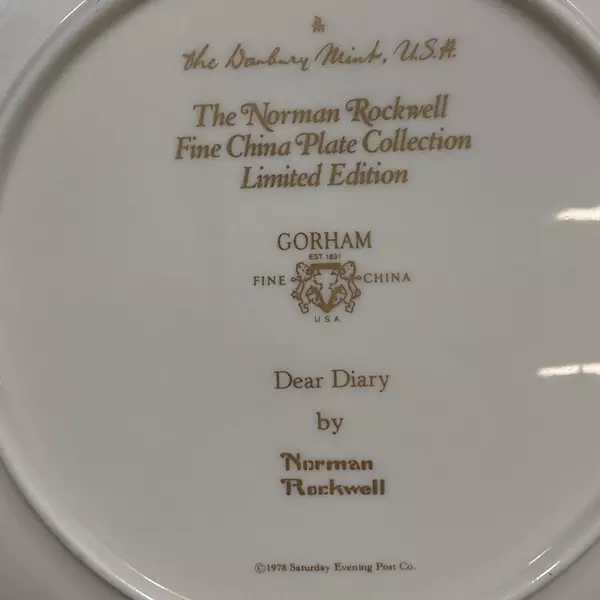 DM
The Danbury Mint, U.S.A.
The Norman Rockwell
Fine China Plate Collection
Limited Edition
GORHAM
EST. 1831
FINE CHINA
U.S.A.
Dear Diary
by
Norman
Rockwell
©1978 Saturday Evening Post Co.